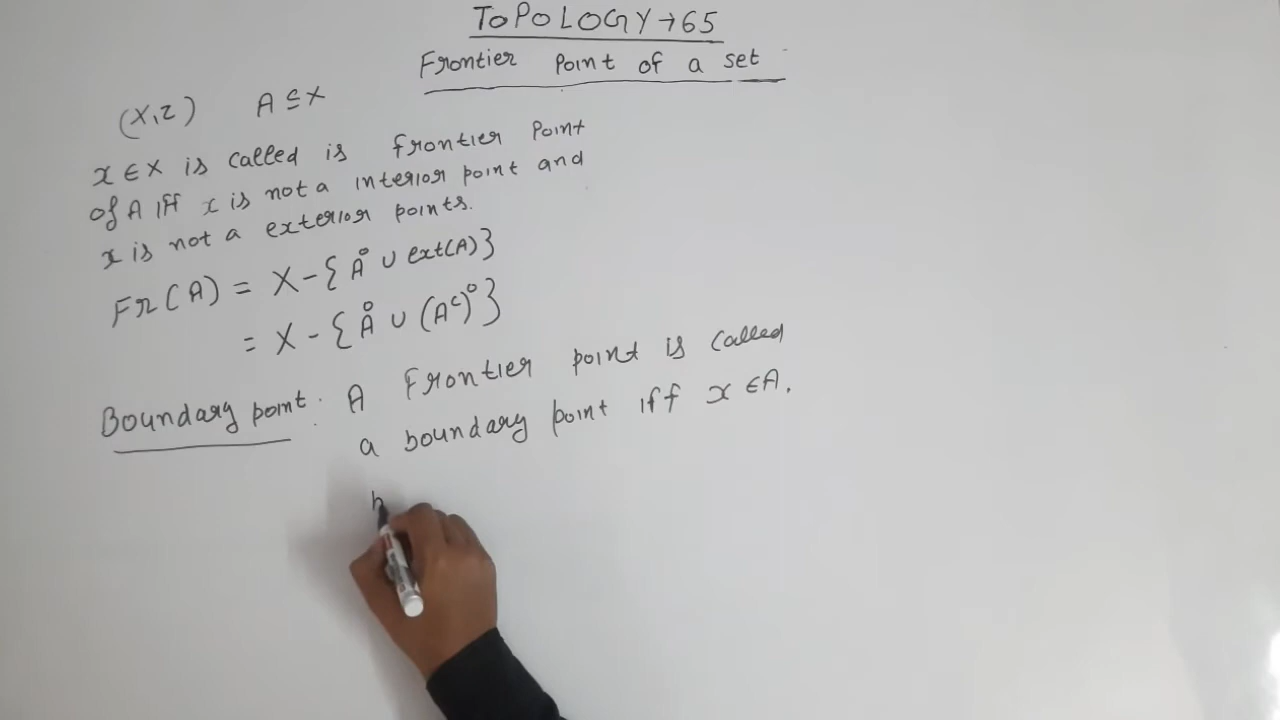 TOPOLOGY→65
Frontier Point of a set
(X,τ) A⊆X
x∈X is called is frontier Point
of A iff x is not a interior point and
x is not a exterior points.
Fr(A) = X-{A° ∪ ext(A)}
= X-{A° ∪ (Aᶜ)°}
Boundary point: A Frontier point is called
a boundary point iff x∈A.
b